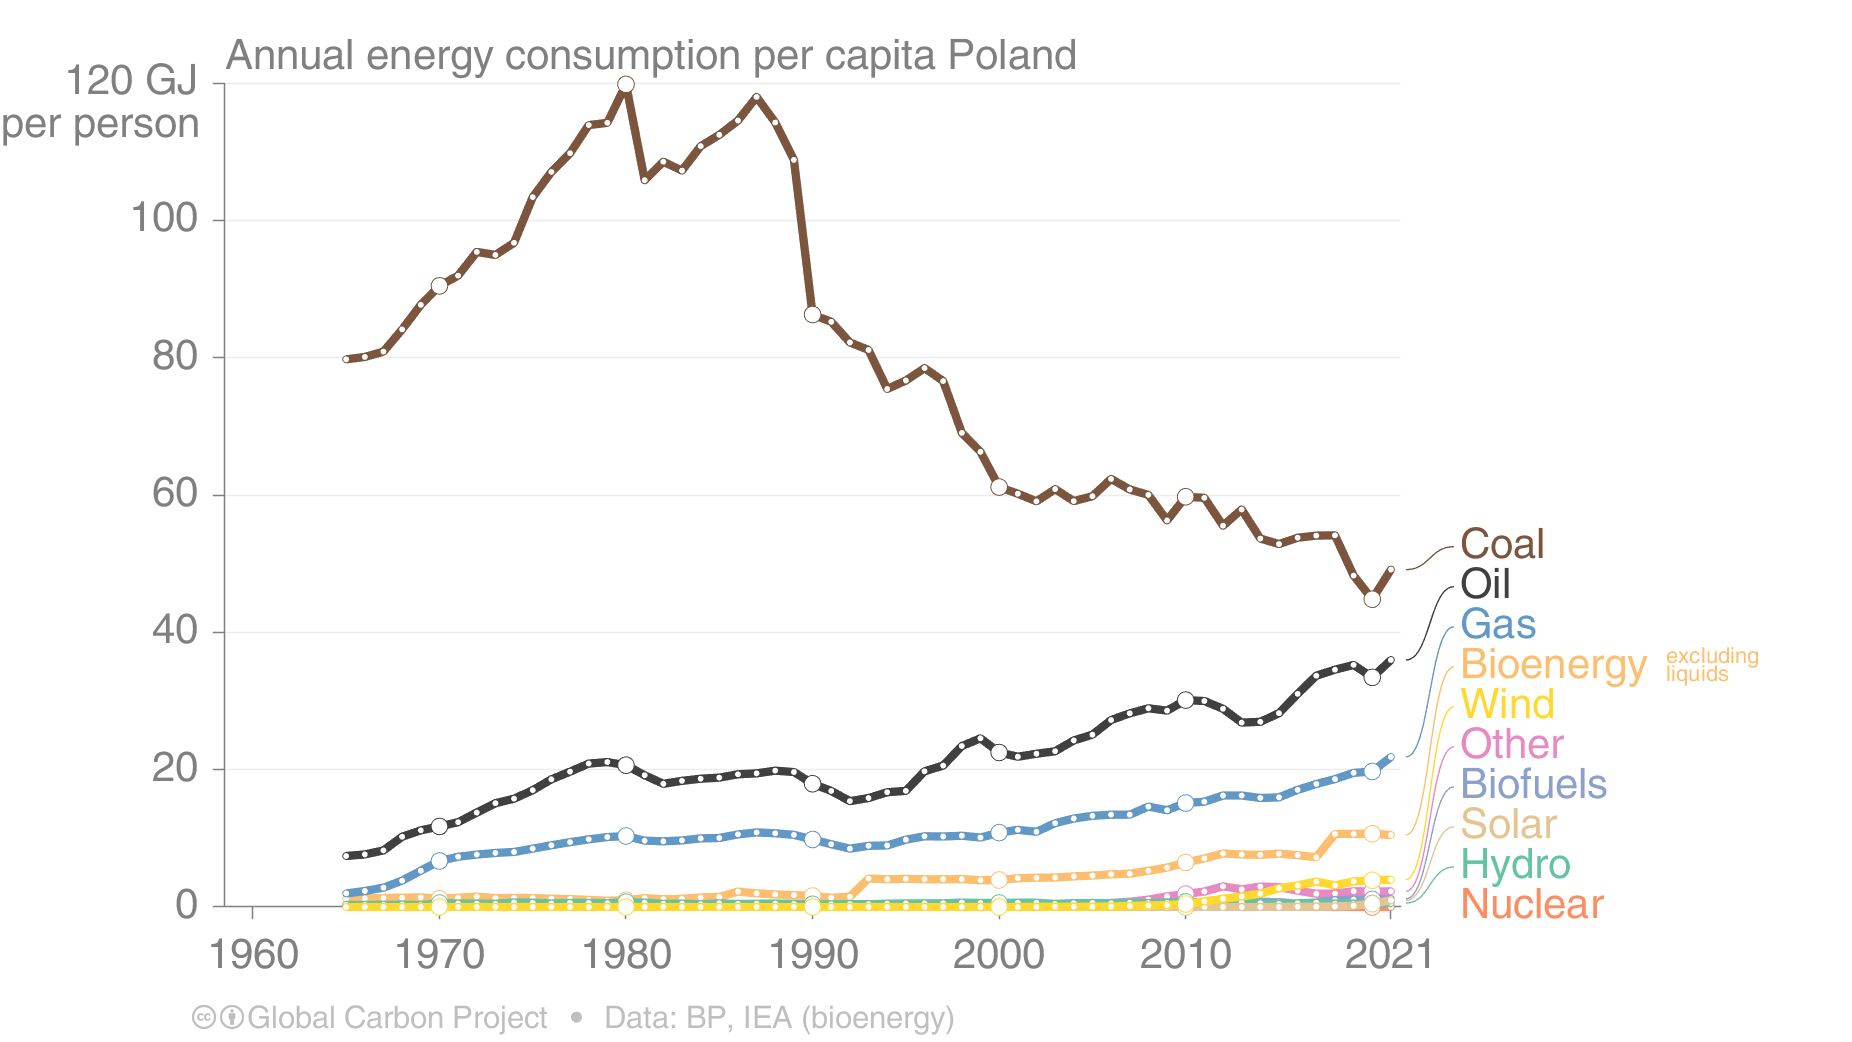 Annual energy consumption per capita Poland
120 GJ
per person
100
80
60
40
20
0
1960
1970
1980
1990
2000
2010
2021
Coal
Oil
Gas
Bioenergy excluding
liquids
Wind
Other
Biofuels
Solar
Hydro
Nuclear
cc Global Carbon Project • Data: BP, IEA (bioenergy)